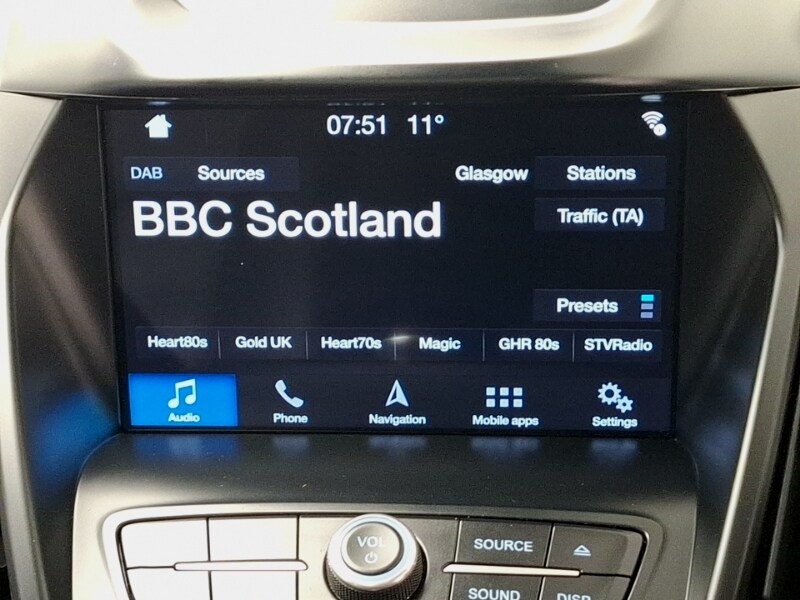 07:51 11°
DAB Sources Glasgow Stations
BBC Scotland
Traffic (TA)
Presets
Heart80s Gold UK Heart70s Magic GHR 80s STVRadio
Audio Phone Navigation Mobile apps Settings
VOL SOURCE
SOUND DISP